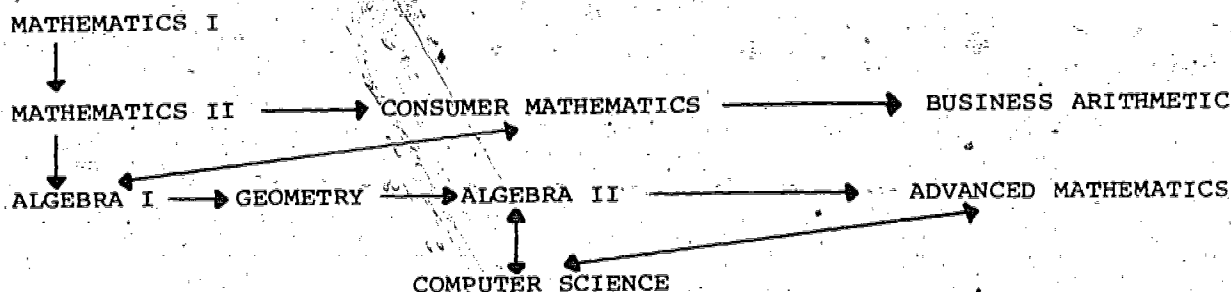 MATHEMATICS I
MATHEMATICS II CONSUMER MATHEMATICS BUSINESS ARITHMETIC
ALGEBRA I GEOMETRY ALGEBRA II ADVANCED MATHEMATICS
COMPUTER SCIENCE